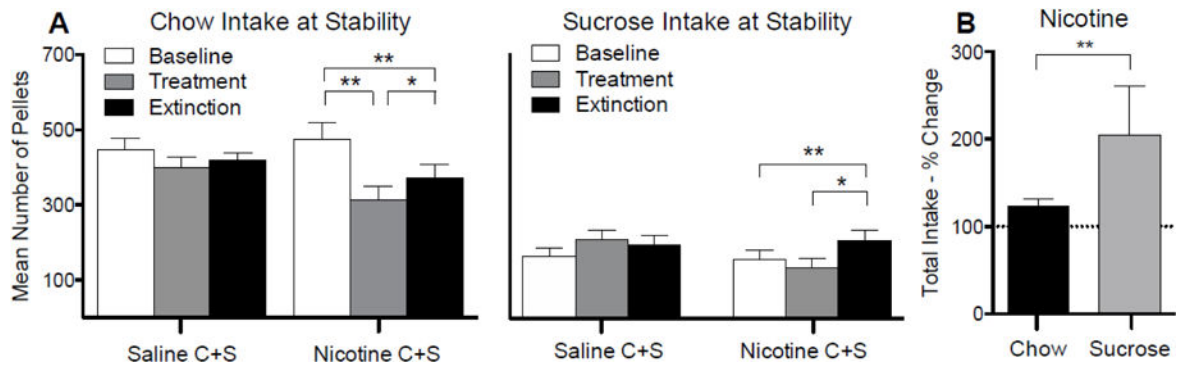 A
Chow Intake at Stability
Mean Number of Pellets
700
500
300
100
Baseline
Treatment
Extinction
**
**
*
Saline C+S
Nicotine C+S
Sucrose Intake at Stability
Baseline
Treatment
Extinction
**
*
Saline C+S
Nicotine C+S
B
Nicotine
Total Intake - % Change
300
200
100
0
**
Chow
Sucrose